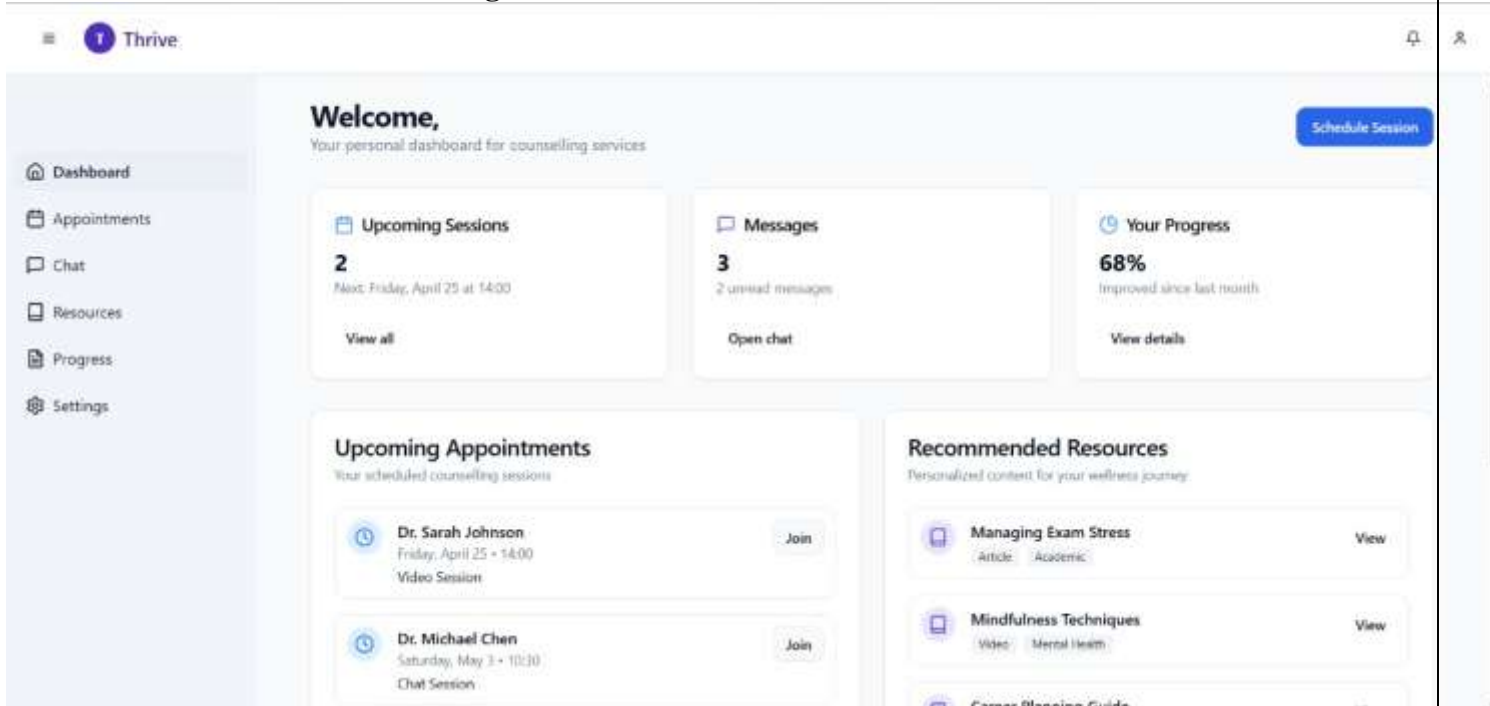 T Thrive
Welcome,
Your personal dashboard for counselling services
Schedule Session
Dashboard
Appointments
Chat
Resources
Progress
Settings
Upcoming Sessions
2
Next: Friday, April 25 at 14:00
View all
Messages
3
2 unread messages
Open chat
Your Progress
68%
Improved since last month
View details
Upcoming Appointments
Your scheduled counselling sessions
Dr. Sarah Johnson
Friday, April 25 • 14:00
Video Session
Join
Dr. Michael Chen
Saturday, May 3 • 10:30
Chat Session
Join
Recommended Resources
Personalized content for your wellness journey
Managing Exam Stress
Article Academic
View
Mindfulness Techniques
Video Mental Health
View
Career Planning Guide